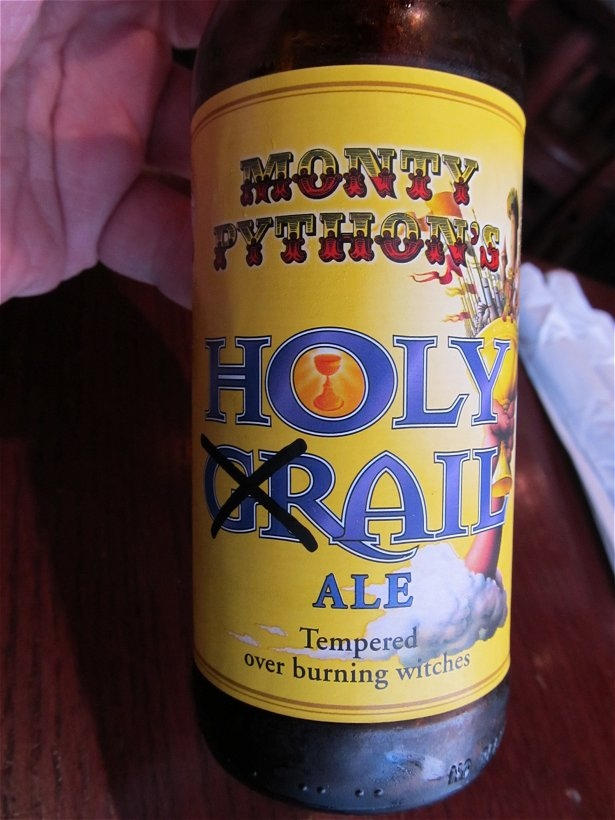 MONTY
PYTHON'S
HOLY
GRAIL
ALE
Tempered
over burning witches